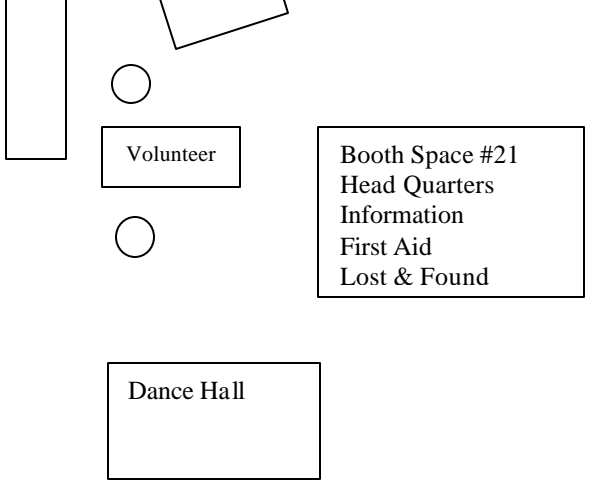 Volunteer
Booth Space #21
Head Quarters
Information
First Aid
Lost & Found
Dance Hall